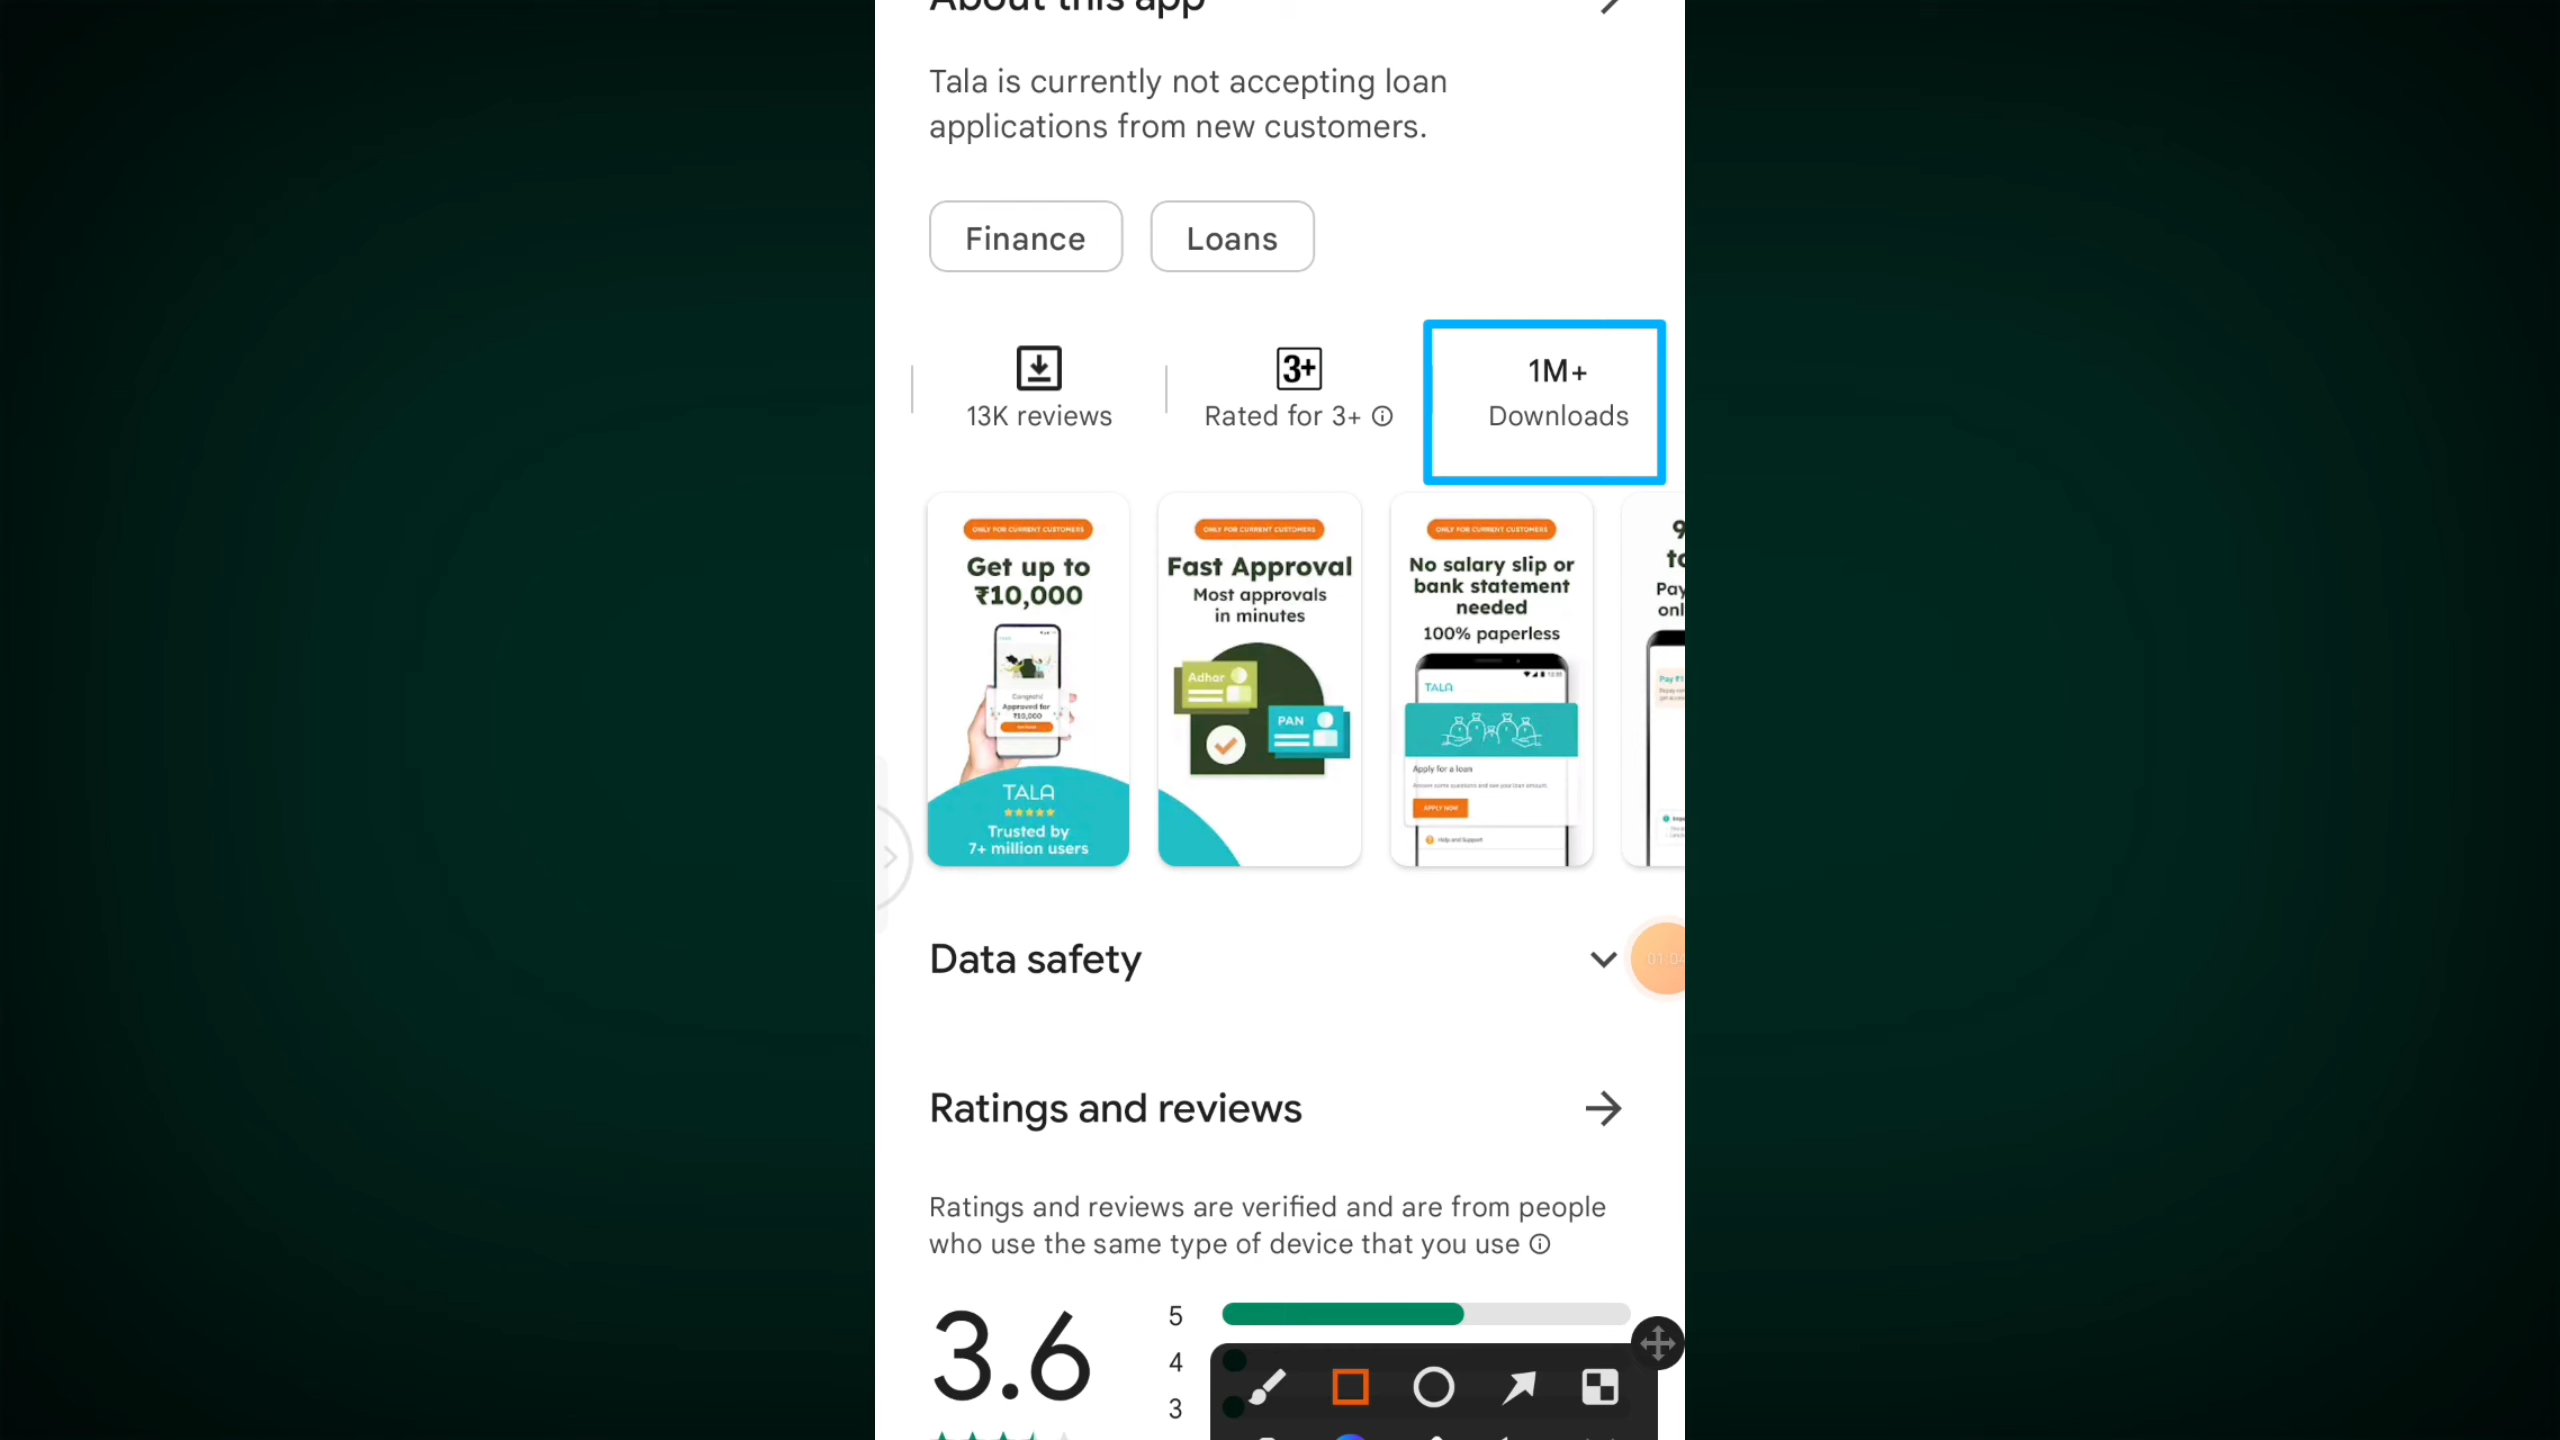 About this app
Tala is currently not accepting loan
applications from new customers.
Finance
Loans
13K reviews
3+
Rated for 3+
1M+
Downloads
ONLY FOR CURRENT CUSTOMERS
Get up to
₹10,000
Congrats!
Approved for
₹10,000
TALA
Trusted by
7+ million users
ONLY FOR CURRENT CUSTOMERS
Fast Approval
Most approvals
in minutes
Adhar
PAN
ONLY FOR CURRENT CUSTOMERS
No salary slip or
bank statement
needed
100% paperless
TALA
Apply for a loan
Answer some questions and see your loan amount.
APPLY NOW
Help and Support
9
to
Pay
onl
Pay ₹1
Data safety
01:04
Ratings and reviews
Ratings and reviews are verified and are from people
who use the same type of device that you use
3.6
5
4
3